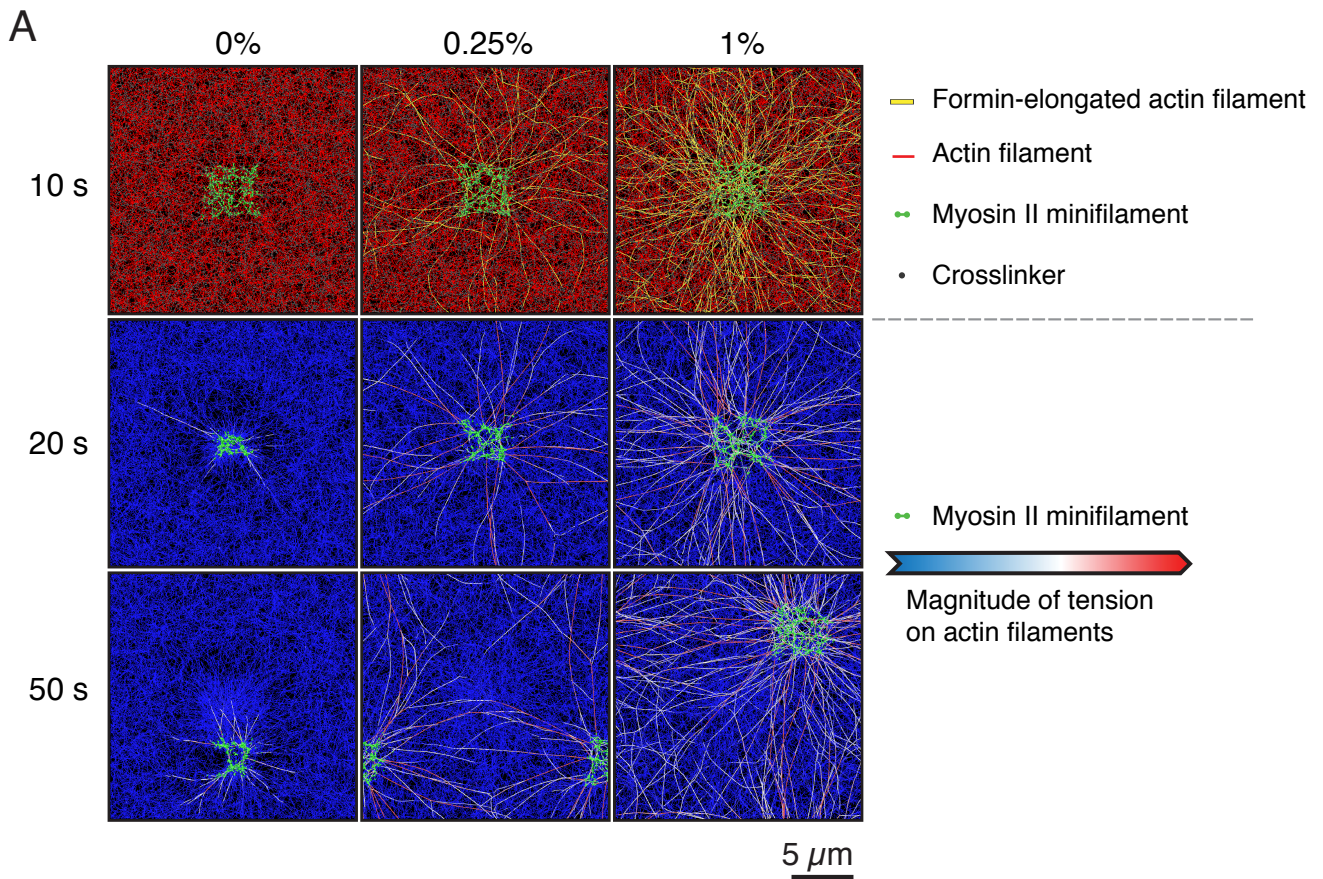 A
0% 0.25% 1%
10 s
Formin-elongated actin filament
Actin filament
Myosin II minifilament
Crosslinker
20 s
Myosin II minifilament
Magnitude of tension
on actin filaments
50 s
5 μm